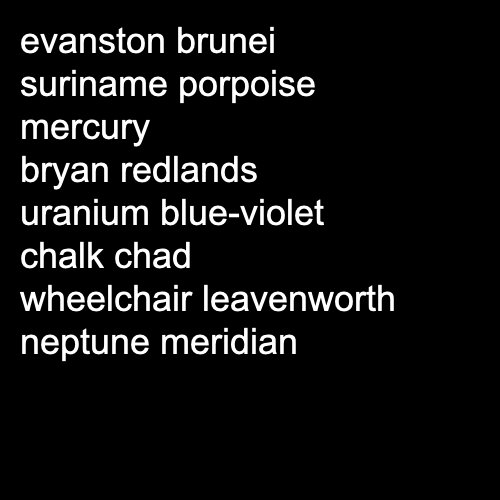 evanston brunei
suriname porpoise
mercury
bryan redlands
uranium blue-violet
chalk chad
wheelchair leavenworth
neptune meridian